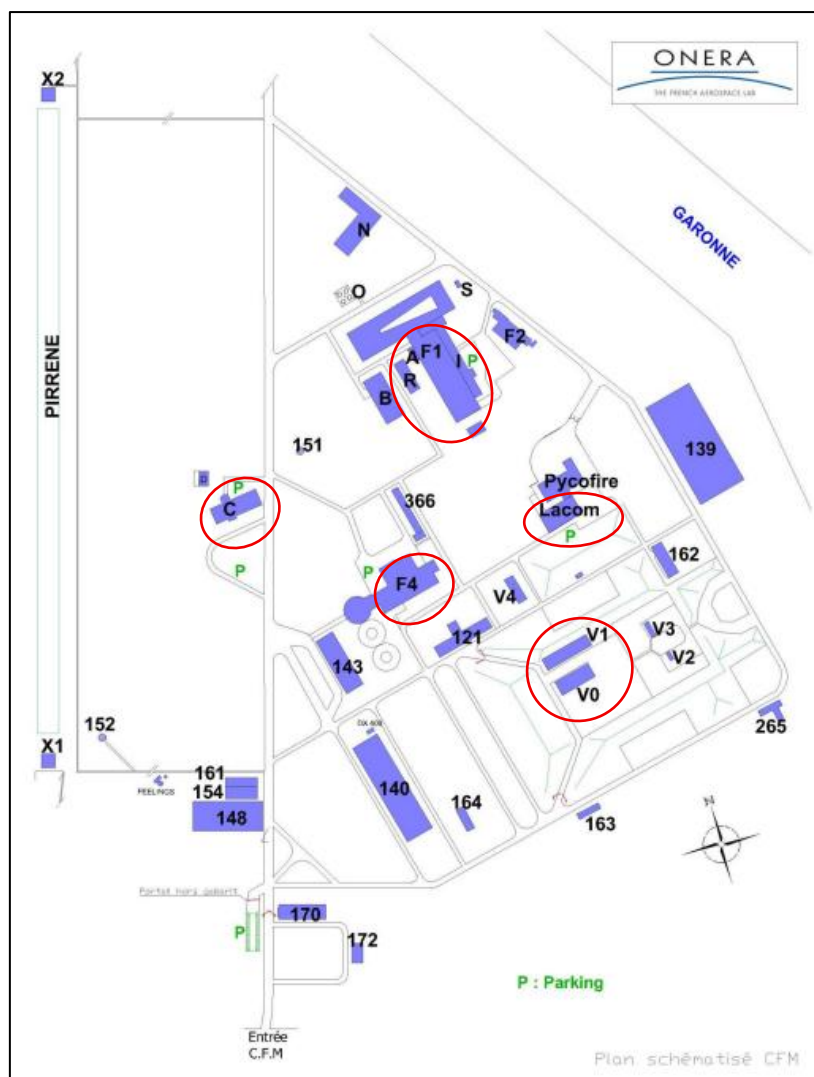 ONERA
THE FRENCH AEROSPACE LAB
X2
GARONNE
PIRRENE
N
O
S
F2
A
F1
I
P
R
B
139
151
Pycofire
366
P
C
Lacom
P
162
P
P
F4
V4
V1
V3
121
V2
143
V0
152
265
DX 408
X1
161
FEELINGS
154
140
164
148
163
N
Portail hors gabarit
170
P
172
P : Parking
Entrée
C.F.M
Plan schématisé CFM